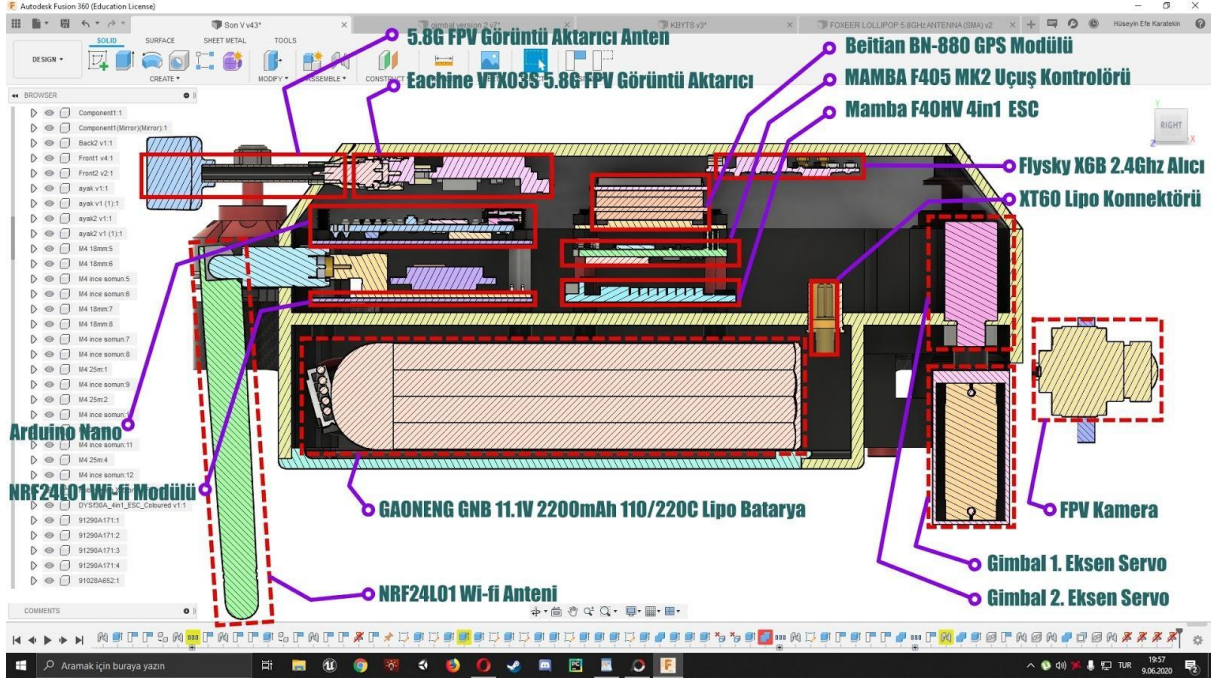 Autodesk Fusion 360 (Education License)
Son V v43*
gimbal version 2 v7*
KBYTS v3*
FOXEER LOLLIPOP 5.8GHz ANTENNA (SMA) v2
Hüseyin Efe Karatekin
SOLID
SURFACE
SHEET METAL
TOOLS
DESIGN
CREATE
MODIFY
ASSEMBLE
CONSTRUCT
5.8G FPV Görüntü Aktarıcı Anten
Eachine VTX03S 5.8G FPV Görüntü Aktarıcı
Beitian BN-880 GPS Modülü
MAMBA F405 MK2 Uçuş Kontrolörü
Mamba F40HV 4in1 ESC
Flysky X6B 2.4Ghz Alıcı
XT60 Lipo Konnektörü
RIGHT
Y
Z
X
BROWSER
Component1:1
Component1(Mirror)(Mirror):1
Back2 v1:1
Front1 v4:1
Front2 v2:1
ayak v1:1
ayak v1 (1):1
ayak2 v1:1
ayak2 v1 (1):1
M4 18mm:5
M4 18mm:6
M4 ince somun:5
M4 ince somun:6
M4 18mm:7
M4 18mm:8
M4 ince somun:7
M4 ince somun:8
M4 25m:1
M4 ince somun:9
M4 25m:2
M4 ince somun:
Arduino Nano
M4 ince somun:11
M4 25m:4
M4 ince somun:12
NRF24L01 Wi-fi Modülü
DYSf30A_4in1_ESC_Coloured v1:1
91290A171:1
91290A171:2
91290A171:3
91290A171:4
91028A652:1
GAONENG GNB 11.1V 2200mAh 110/220C Lipo Batarya
FPV Kamera
Gimbal 1. Eksen Servo
Gimbal 2. Eksen Servo
NRF24L01 Wi-fi Anteni
COMMENTS
Aramak için buraya yazın
TUR
19:57
9.06.2020